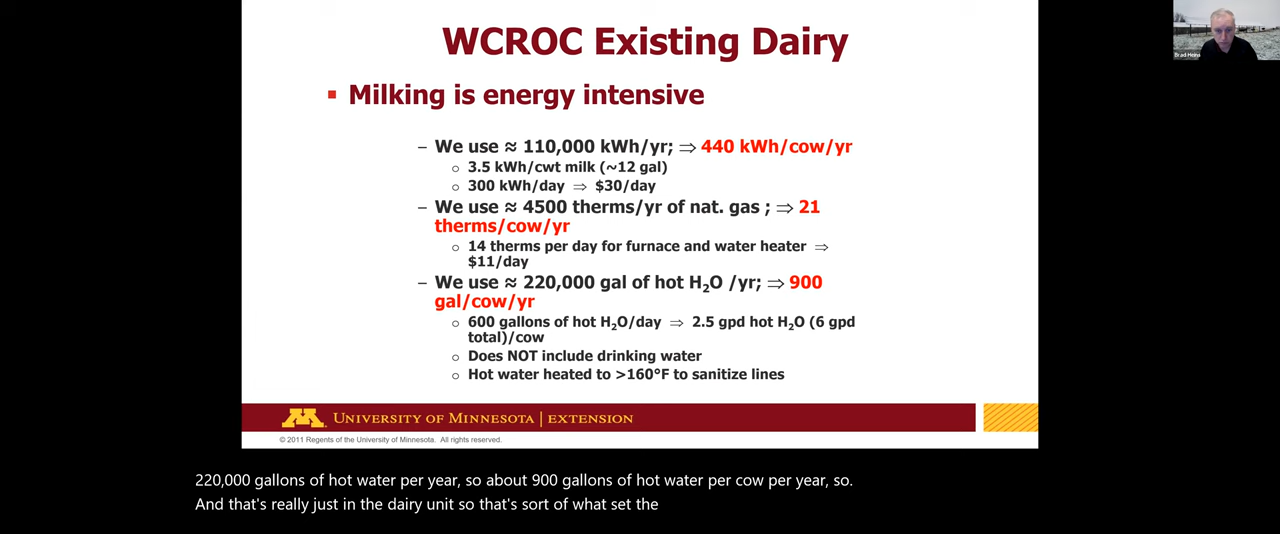 WCROC Existing Dairy
▪ Milking is energy intensive
– We use ≈ 110,000 kWh/yr; ⇒ 440 kWh/cow/yr
o 3.5 kWh/cwt milk (~12 gal)
o 300 kWh/day ⇒ $30/day
– We use ≈ 4500 therms/yr of nat. gas ; ⇒ 21
therms/cow/yr
o 14 therms per day for furnace and water heater ⇒
$11/day
– We use ≈ 220,000 gal of hot H₂O /yr; ⇒ 900
gal/cow/yr
o 600 gallons of hot H₂O/day ⇒ 2.5 gpd hot H₂O (6 gpd
total)/cow
o Does NOT include drinking water
o Hot water heated to >160°F to sanitize lines
M UNIVERSITY OF MINNESOTA | EXTENSION
© 2011 Regents of the University of Minnesota. All rights reserved.
Brad Heins
220,000 gallons of hot water per year, so about 900 gallons of hot water per cow per year, so.
And that's really just in the dairy unit so that's sort of what set the